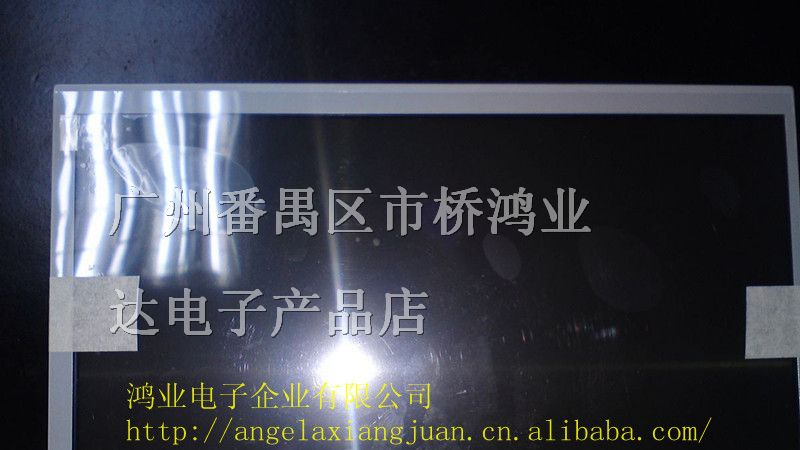 广州番禺区市桥鸿业
达电子产品店
鸿业电子企业有限公司
http://angelaxiangjuan.cn.alibaba.com/